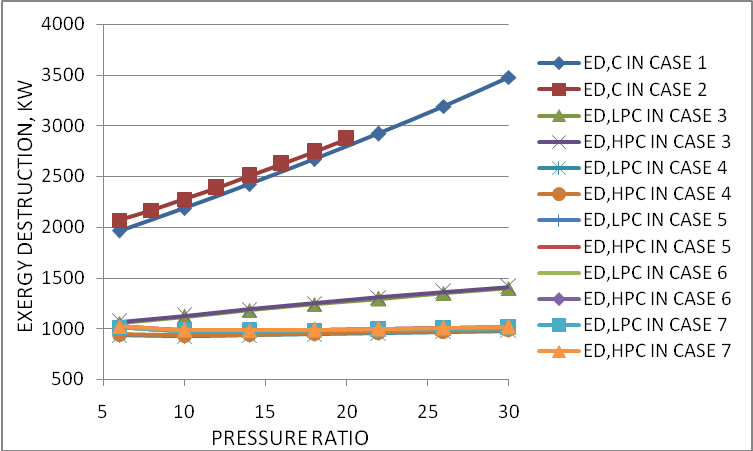 4000
3500
3000
2500
2000
1500
1000
500
5
10
15
20
25
30
EXERGY DESTRUCTION, KW
PRESSURE RATIO
ED,C IN CASE 1
ED,C IN CASE 2
ED,LPC IN CASE 3
ED,HPC IN CASE 3
ED,LPC IN CASE 4
ED,HPC IN CASE 4
ED,LPC IN CASE 5
ED,HPC IN CASE 5
ED,LPC IN CASE 6
ED,HPC IN CASE 6
ED,LPC IN CASE 7
ED,HPC IN CASE 7